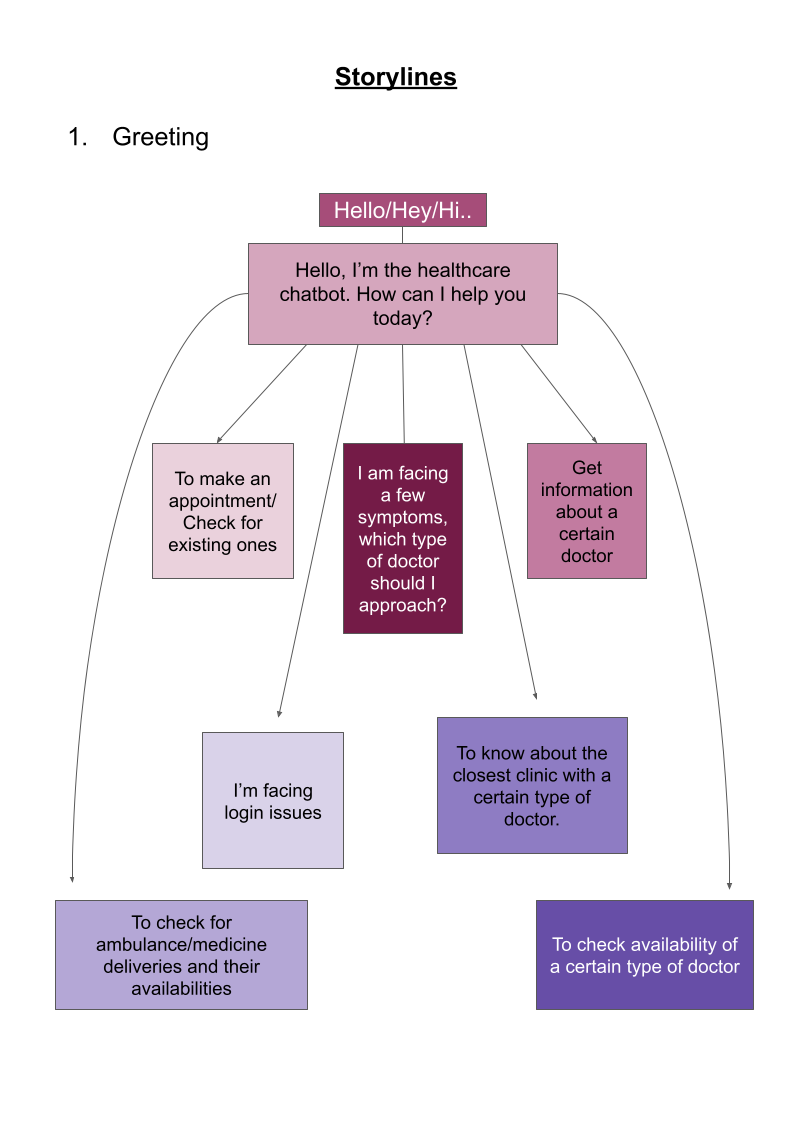 Storylines
1. Greeting
Hello/Hey/Hi..
Hello, I’m the healthcare
chatbot. How can I help you
today?
To make an
appointment/
Check for
existing ones
I am facing
a few
symptoms,
which type
of doctor
should I
approach?
Get
information
about a
certain
doctor
I’m facing
login issues
To know about the
closest clinic with a
certain type of
doctor.
To check for
ambulance/medicine
deliveries and their
availabilities
To check availability of
a certain type of doctor